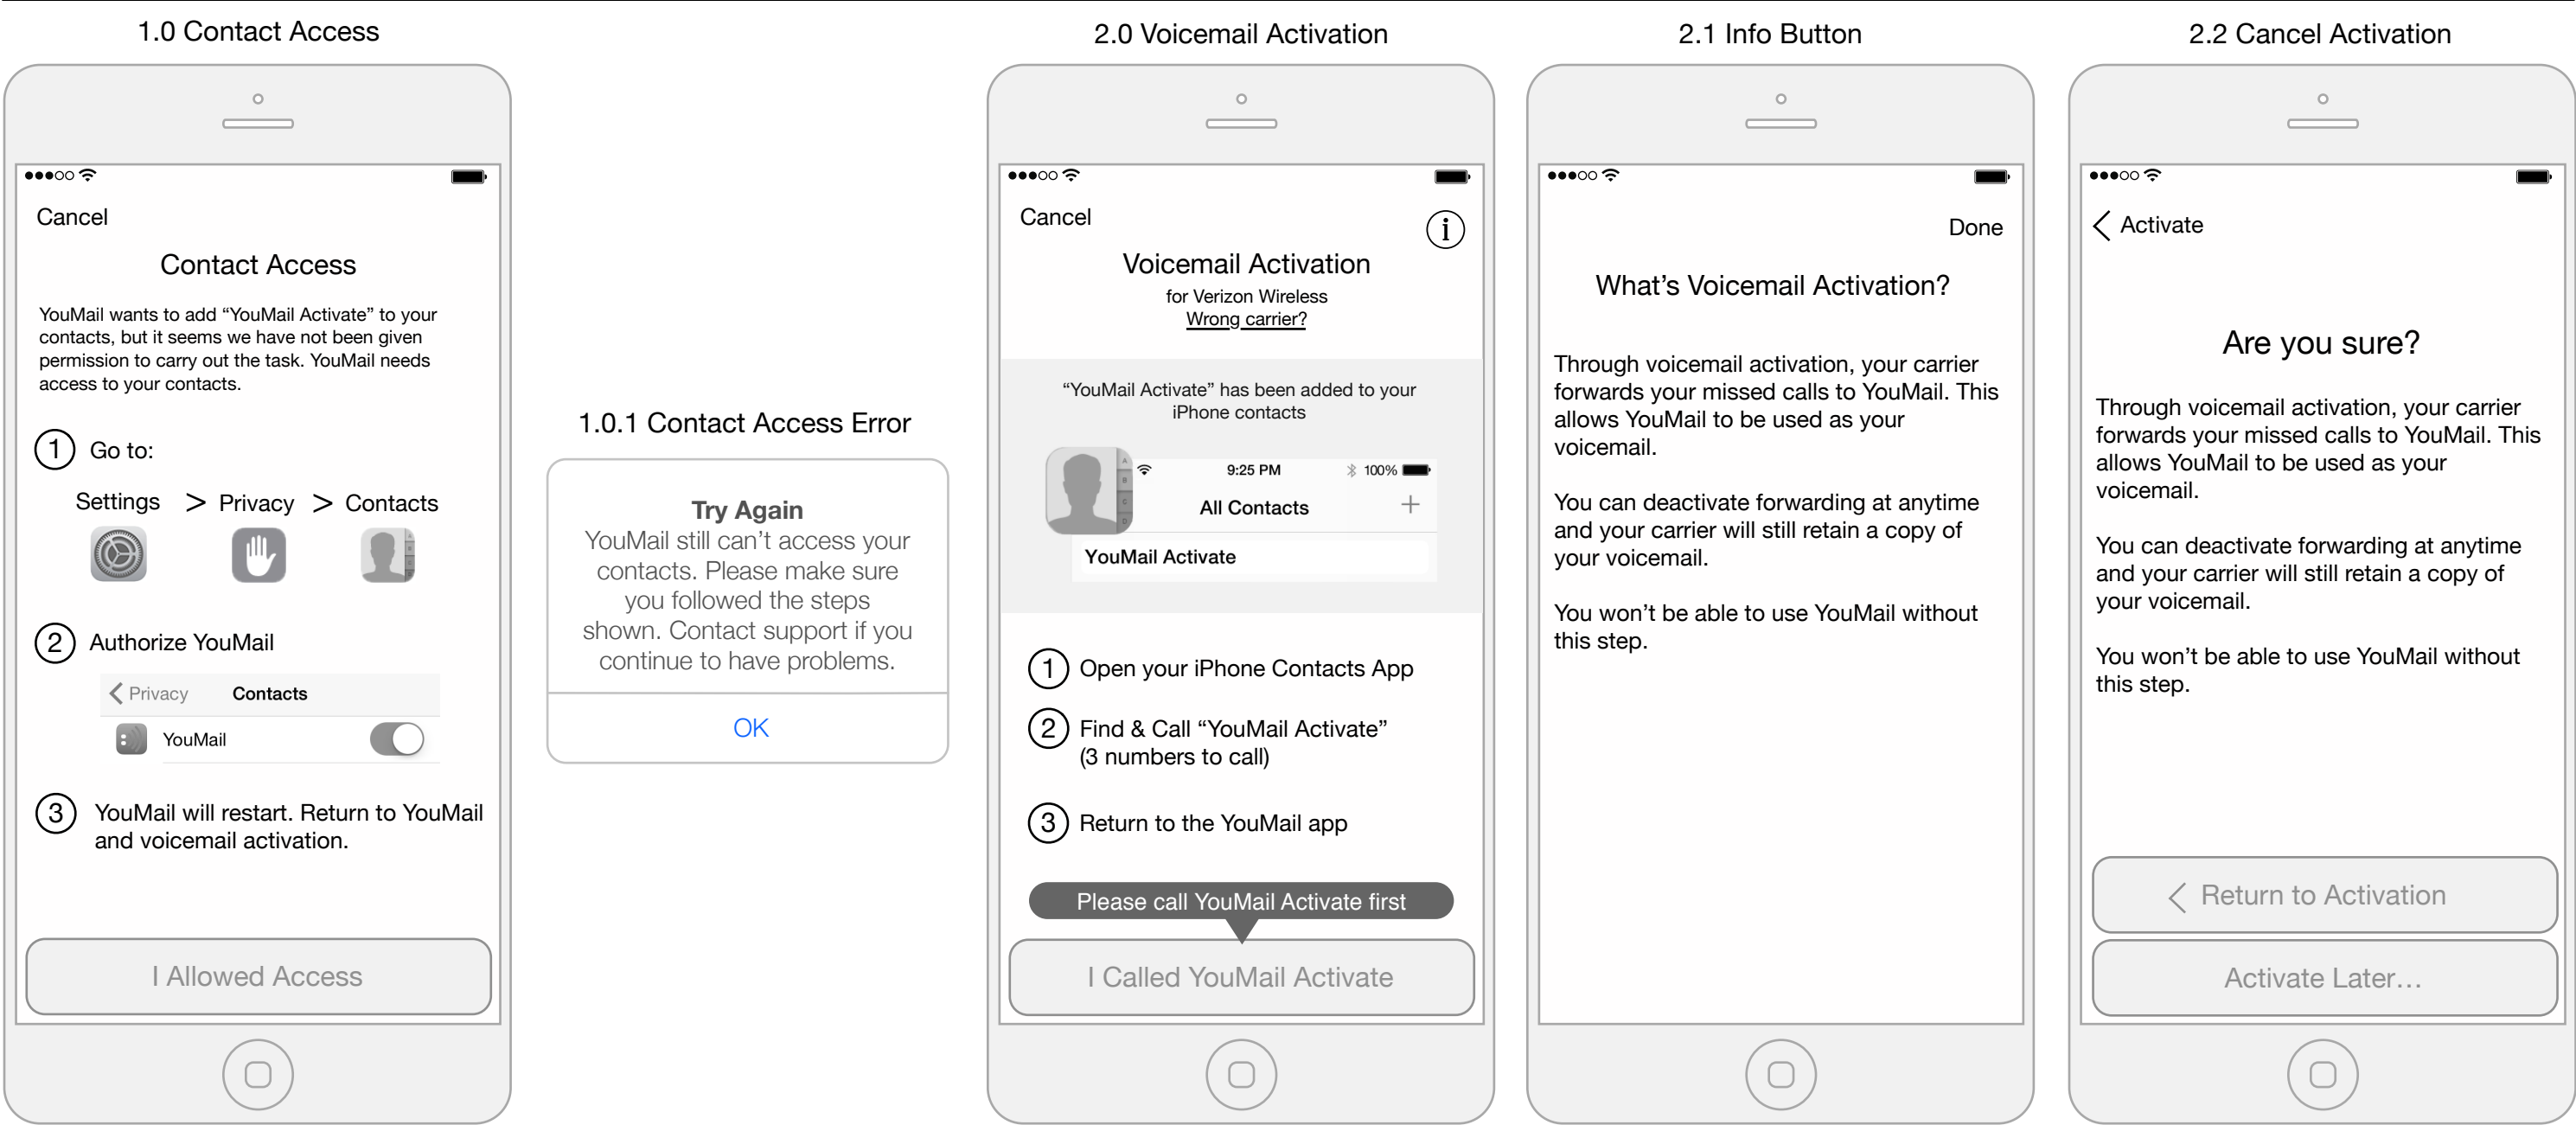 1.0 Contact Access
Cancel
Contact Access
YouMail wants to add “YouMail Activate” to your
contacts, but it seems we have not been given
permission to carry out the task. YouMail needs
access to your contacts.
1 Go to:
Settings > Privacy > Contacts
2 Authorize YouMail
Privacy Contacts
YouMail
3 YouMail will restart. Return to YouMail
and voicemail activation.
I Allowed Access
1.0.1 Contact Access Error
Try Again
YouMail still can’t access your
contacts. Please make sure
you followed the steps
shown. Contact support if you
continue to have problems.
OK
2.0 Voicemail Activation
Cancel
i
Voicemail Activation
for Verizon Wireless
Wrong carrier?
“YouMail Activate” has been added to your
iPhone contacts
A
B
C
D
9:25 PM 100%
All Contacts +
YouMail Activate
1 Open your iPhone Contacts App
2 Find & Call “YouMail Activate”
(3 numbers to call)
3 Return to the YouMail app
Please call YouMail Activate first
I Called YouMail Activate
2.1 Info Button
Done
What’s Voicemail Activation?
Through voicemail activation, your carrier
forwards your missed calls to YouMail. This
allows YouMail to be used as your
voicemail.
You can deactivate forwarding at anytime
and your carrier will still retain a copy of
your voicemail.
You won’t be able to use YouMail without
this step.
2.2 Cancel Activation
Activate
Are you sure?
Through voicemail activation, your carrier
forwards your missed calls to YouMail. This
allows YouMail to be used as your
voicemail.
You can deactivate forwarding at anytime
and your carrier will still retain a copy of
your voicemail.
You won’t be able to use YouMail without
this step.
Return to Activation
Activate Later…